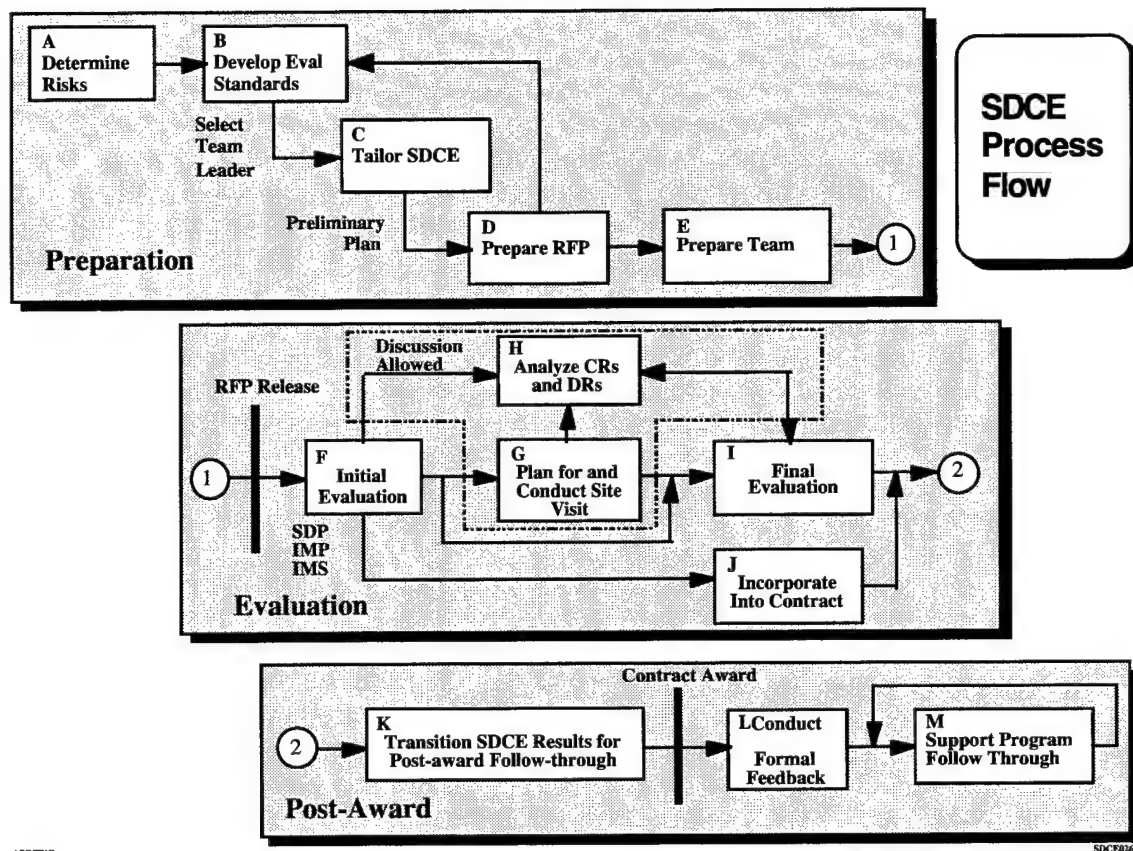 SDCE
Process
Flow
A
Determine
Risks
B
Develop Eval
Standards
Select
Team
Leader
C
Tailor SDCE
Preliminary
Plan
D
Prepare RFP
E
Prepare Team
1
Preparation
RFP Release
1
F
Initial
Evaluation
SDP
IMP
IMS
Discussion
Allowed
H
Analyze CRs
and DRs
G
Plan for and
Conduct Site
Visit
I
Final
Evaluation
J
Incorporate
Into Contract
2
Evaluation
Contract Award
2
K
Transition SDCE Results for
Post-award Follow-through
LConduct
Formal
Feedback
M
Support Program
Follow Through
Post-Award
SDCE026